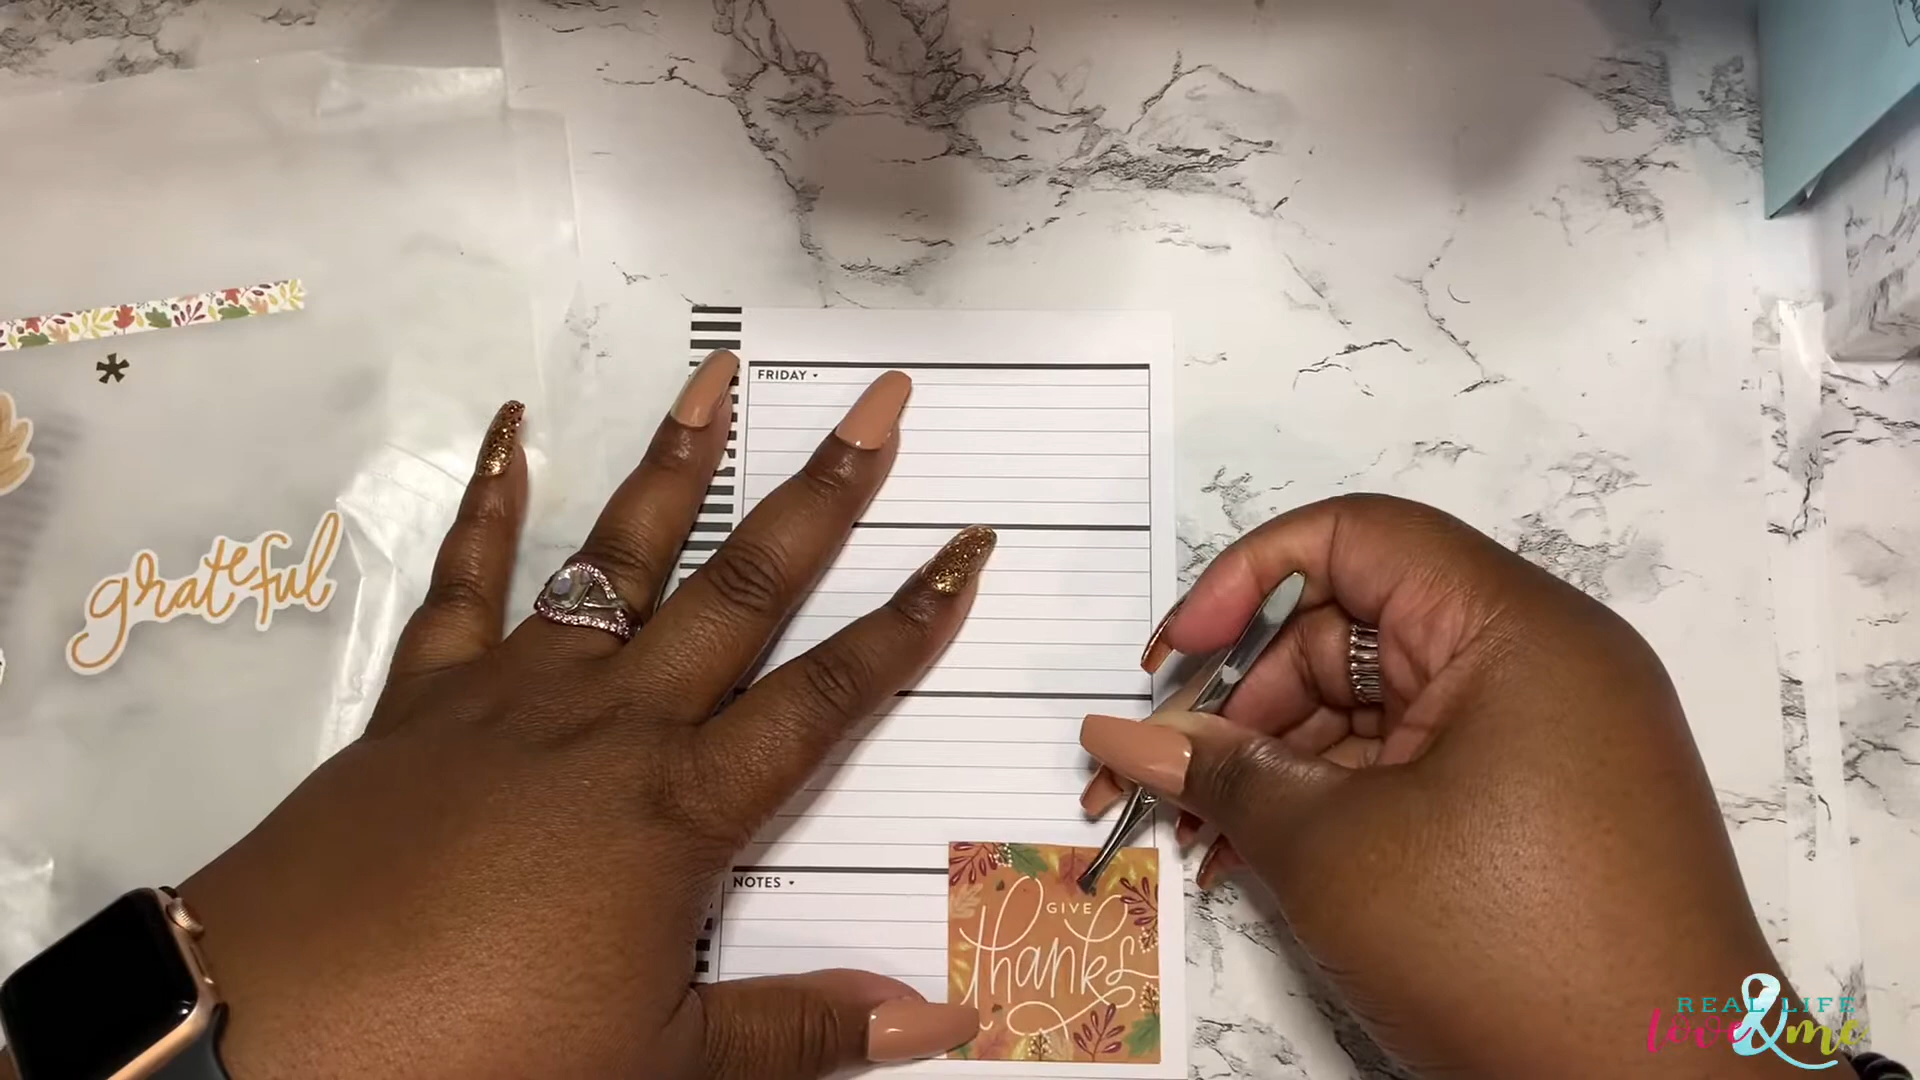 FRIDAY
grateful
NOTES
GIVE
thanks
REAL LIFE
love & me